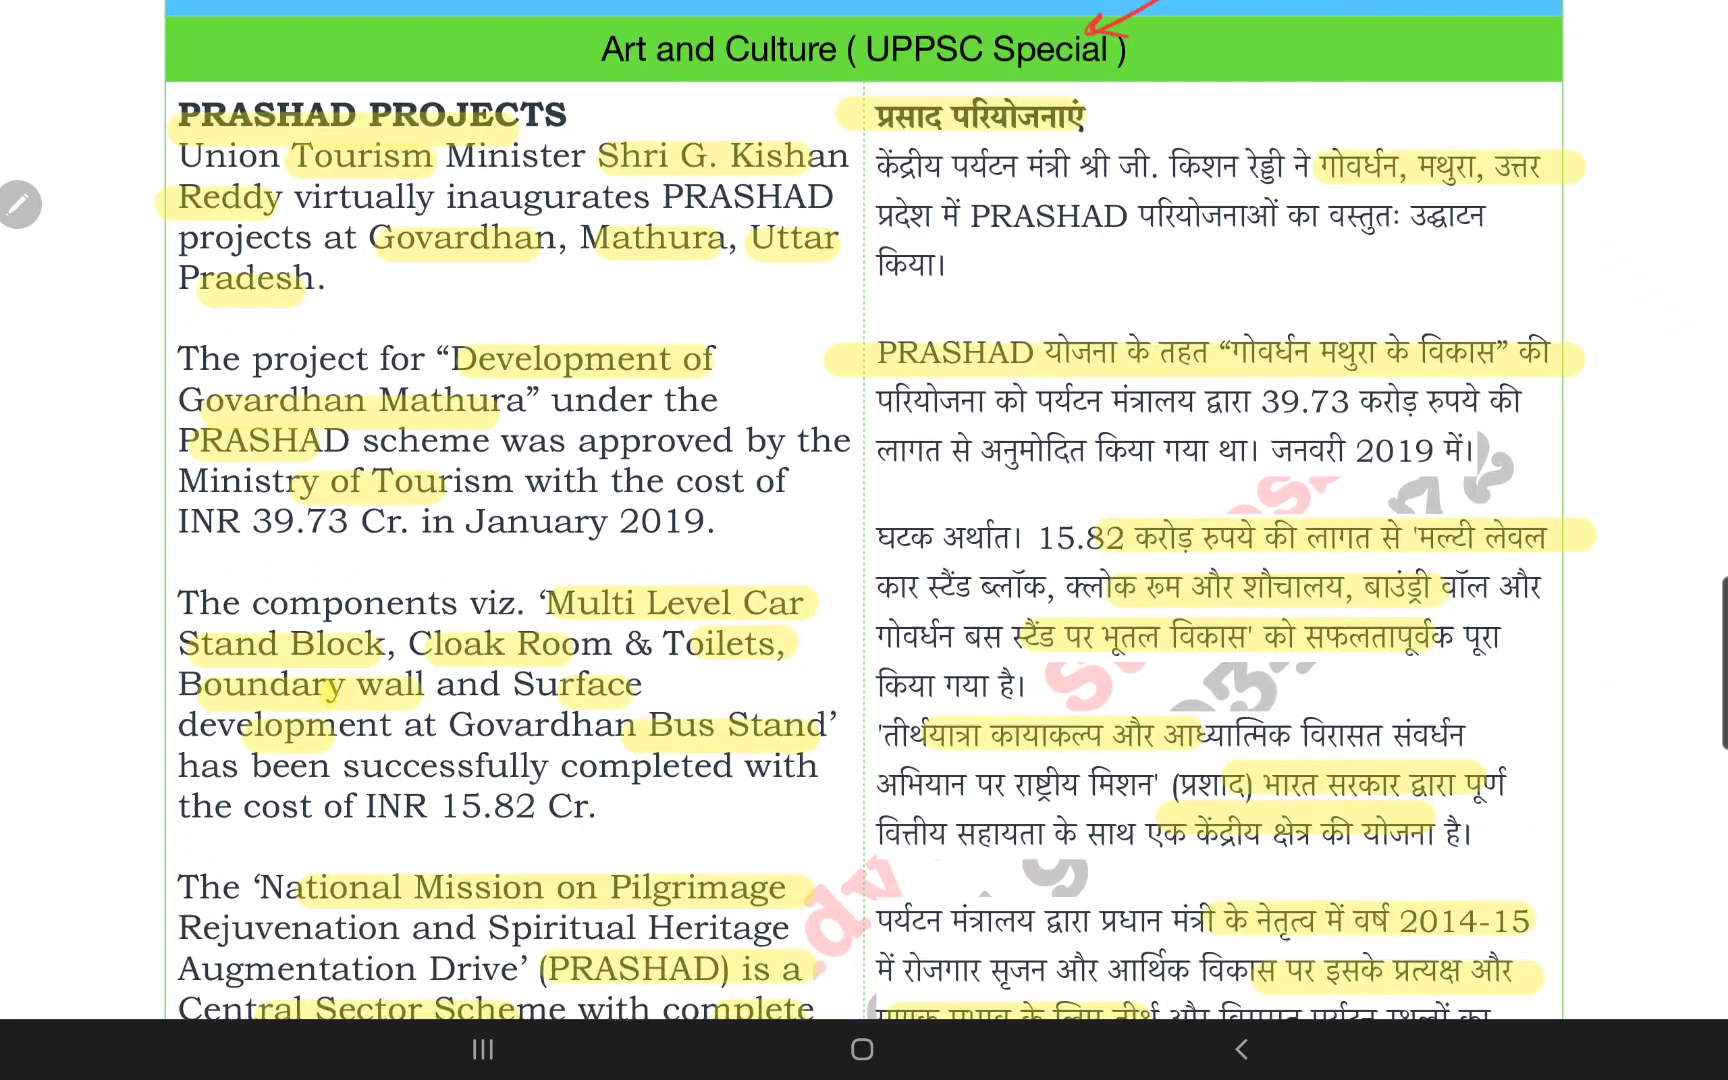 Art and Culture ( UPPSC Special )
PRASHAD PROJECTS
Union Tourism Minister Shri G. Kishan
Reddy virtually inaugurates PRASHAD
projects at Govardhan, Mathura, Uttar
Pradesh.
The project for “Development of
Govardhan Mathura” under the
PRASHAD scheme was approved by the
Ministry of Tourism with the cost of
INR 39.73 Cr. in January 2019.
The components viz. ‘Multi Level Car
Stand Block, Cloak Room & Toilets,
Boundary wall and Surface
development at Govardhan Bus Stand’
has been successfully completed with
the cost of INR 15.82 Cr.
The ‘National Mission on Pilgrimage
Rejuvenation and Spiritual Heritage
Augmentation Drive’ (PRASHAD) is a
Central Sector Scheme with complete
प्रसाद परियोजनाएं
केंद्रीय पर्यटन मंत्री श्री जी. किशन रेड्डी ने गोवर्धन, मथुरा, उत्तर
प्रदेश में PRASHAD परियोजनाओं का वस्तुतः उद्घाटन
किया।
PRASHAD योजना के तहत “गोवर्धन मथुरा के विकास” की
परियोजना को पर्यटन मंत्रालय द्वारा 39.73 करोड़ रुपये की
लागत से अनुमोदित किया गया था। जनवरी 2019 में।
घटक अर्थात। 15.82 करोड़ रुपये की लागत से 'मल्टी लेवल
कार स्टैंड ब्लॉक, क्लोक रूम और शौचालय, बाउंड्री वॉल और
गोवर्धन बस स्टैंड पर भूतल विकास' को सफलतापूर्वक पूरा
किया गया है।
'तीर्थयात्रा कायाकल्प और आध्यात्मिक विरासत संवर्धन
अभियान पर राष्ट्रीय मिशन' (प्रशाद) भारत सरकार द्वारा पूर्ण
वित्तीय सहायता के साथ एक केंद्रीय क्षेत्र की योजना है।
पर्यटन मंत्रालय द्वारा प्रधान मंत्री के नेतृत्व में वर्ष 2014-15
में रोजगार सृजन और आर्थिक विकास पर इसके प्रत्यक्ष और